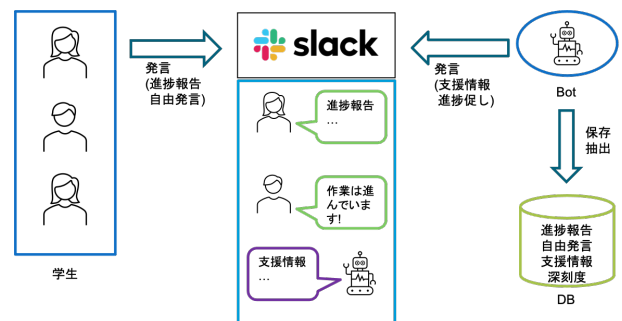 slack
発言
(進捗報告
自由発言)
発言
(支援情報
進捗促し)
Bot
進捗報告
…
作業は進
んでいま
す!
支援情報
…
保存
抽出
進捗報告
自由発言
支援情報
深刻度
学生
DB